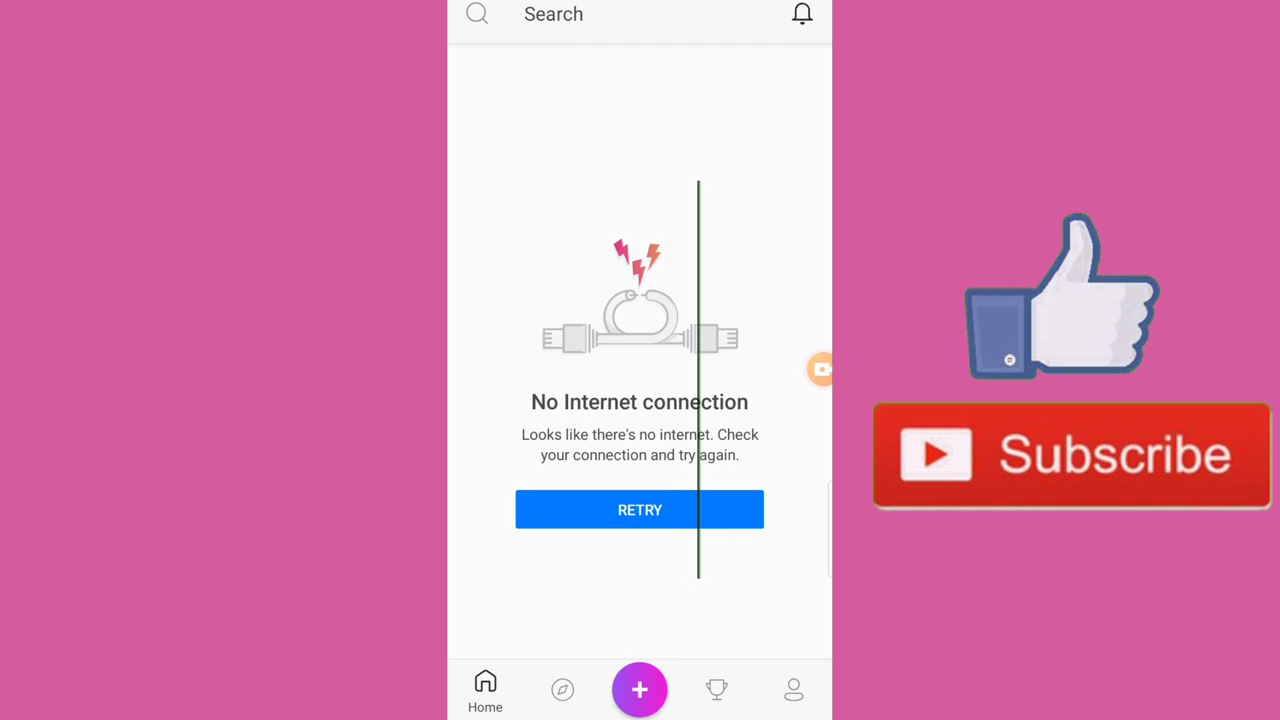 Search
No Internet connection
Looks like there's no internet. Check
your connection and try again.
RETRY
Subscribe
Home